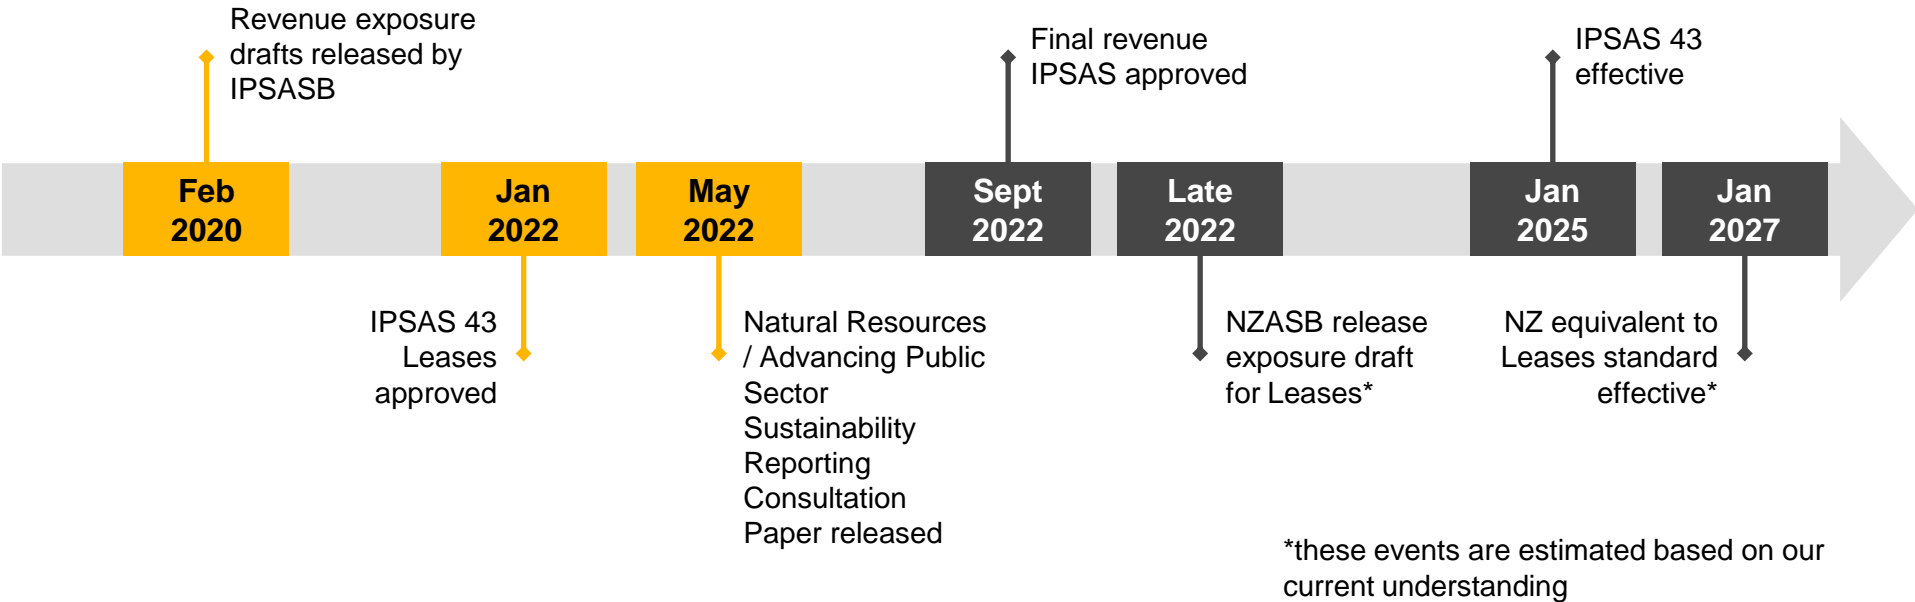 Revenue exposure
drafts released by
IPSASB
Final revenue
IPSAS approved
IPSAS 43
effective
Feb
2020
Jan
2022
May
2022
Sept
2022
Late
2022
Jan
2025
Jan
2027
IPSAS 43
Leases
approved
Natural Resources
/ Advancing Public
Sector
Sustainability
Reporting
Consultation
Paper released
NZASB release
exposure draft
for Leases*
NZ equivalent to
Leases standard
effective*
*these events are estimated based on our
current understanding